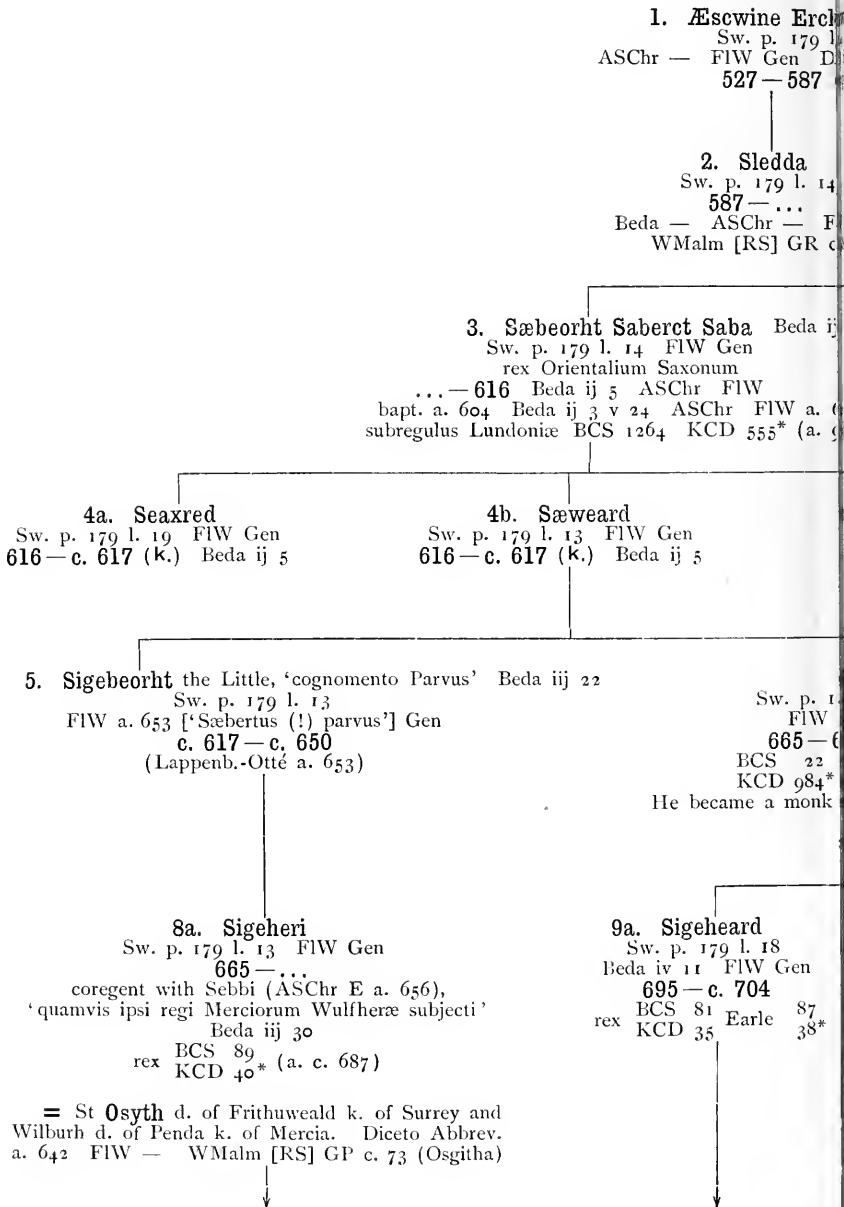 1. Æscwine
Sw. p. 179
ASChr — FlW Gen
527 — 587
2. Sledda
Sw. p. 179 l. 14
587 — ...
Beda — ASChr —
WMalm [RS] GR
3. Sæbeorht Saberct Saba Beda ij
Sw. p. 179 l. 14 FlW Gen
rex Orientalium Saxonum
... — 616 Beda ij 5 ASChr FlW
bapt. a. 604 Beda ij 3 v 24 ASChr FlW a.
subregulus Lundoniæ BCS 1264 KCD 555* (a.
4a. Seaxred
Sw. p. 179 l. 19 FlW Gen
616 — c. 617 (k.) Beda ij 5
4b. Sæweard
Sw. p. 179 l. 13 FlW Gen
616 — c. 617 (k.) Beda ij 5
5. Sigebeorht the Little, ‘cognomento Parvus’ Beda iij 22
Sw. p. 179 l. 13
FlW a. 653 [‘Sæbertus (!) parvus’] Gen
c. 617 — c. 650
(Lappenb.-Otté a. 653)
Sw. p.
FlW
665 —
BCS 22
KCD 984*
He became a monk
8a. Sigeheri
Sw. p. 179 l. 13 FlW Gen
665 — ...
coregent with Sebbi (ASChr E a. 656),
‘quamvis ipsi regi Merciorum Wulfheræ subjecti’
Beda iij 30
rex BCS 89
KCD 40* (a. c. 687)
= St Osyth d. of Frithuweald k. of Surrey and
Wilburh d. of Penda k. of Mercia. Diceto Abbrev.
a. 642 FlW — WMalm [RS] GP c. 73 (Osgitha)
9a. Sigeheard
Sw. p. 179 l. 18
Beda iv 11 FlW Gen
695 — c. 704
rex BCS 81 Earle 87
KCD 35 38*